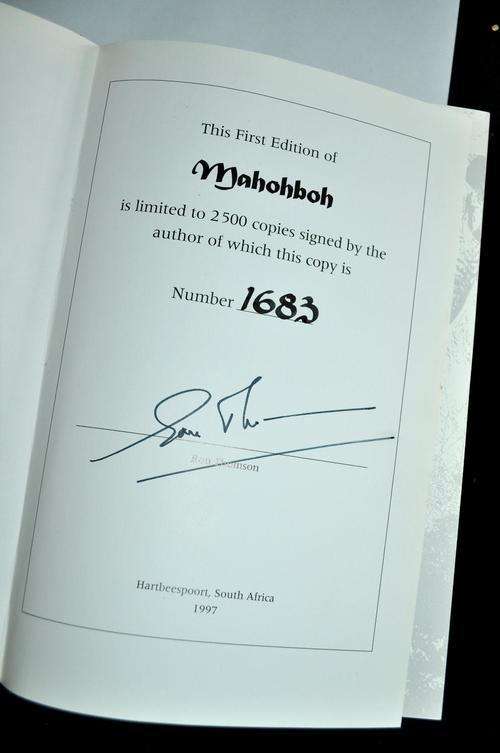 This First Edition of
Mahohboh
is limited to 2500 copies signed by the
author of which this copy is
Number 1683
Ron Thomson
Hartbeespoort, South Africa
1997